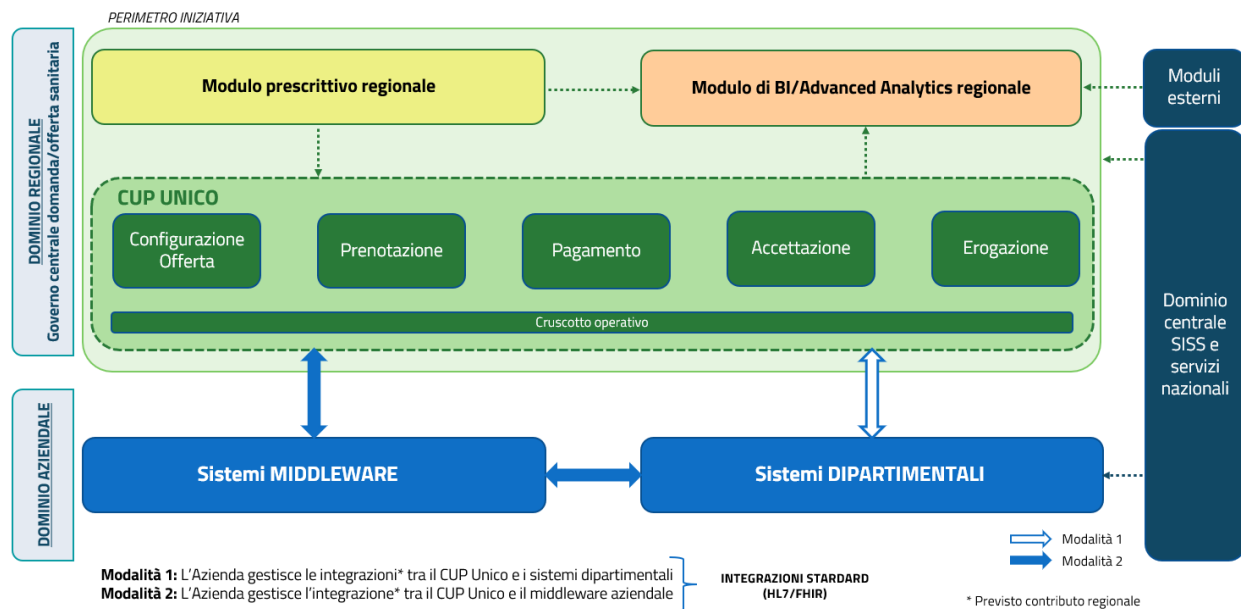 PERIMETRO INIZIATIVA
DOMINIO REGIONALE
Governo centrale domanda/offerta sanitaria
Modulo prescrittivo regionale
Modulo di BI/Advanced Analytics regionale
Moduli
esterni
CUP UNICO
Configurazione
Offerta
Prenotazione
Pagamento
Accettazione
Erogazione
Cruscotto operativo
Dominio
centrale
SISS e
servizi
nazionali
DOMINIO AZIENDALE
Sistemi MIDDLEWARE
Sistemi DIPARTIMENTALI
Modalità 1
Modalità 2
Modalità 1: L'Azienda gestisce le integrazioni* tra il CUP Unico e i sistemi dipartimentali
Modalità 2: L'Azienda gestisce l'integrazione* tra il CUP Unico e il middleware aziendale
INTEGRAZIONI STANDARD
(HL7/FHIR)
* Previsto contributo regionale